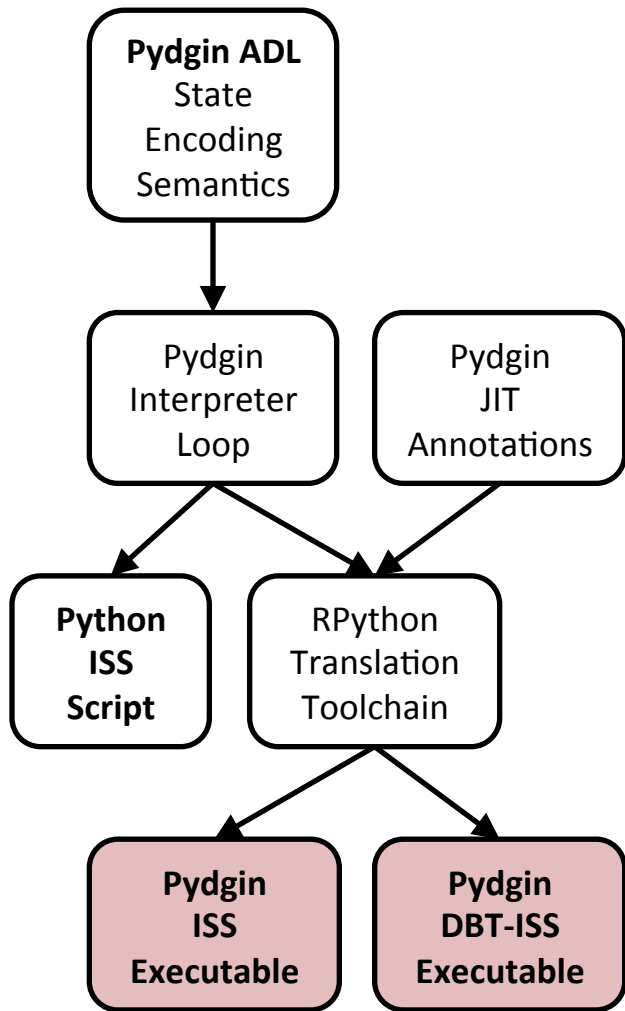 Pydgin ADL
State
Encoding
Semantics
Pydgin
Interpreter
Loop
Pydgin
JIT
Annotations
Python
ISS
Script
RPython
Translation
Toolchain
Pydgin
ISS
Executable
Pydgin
DBT-ISS
Executable